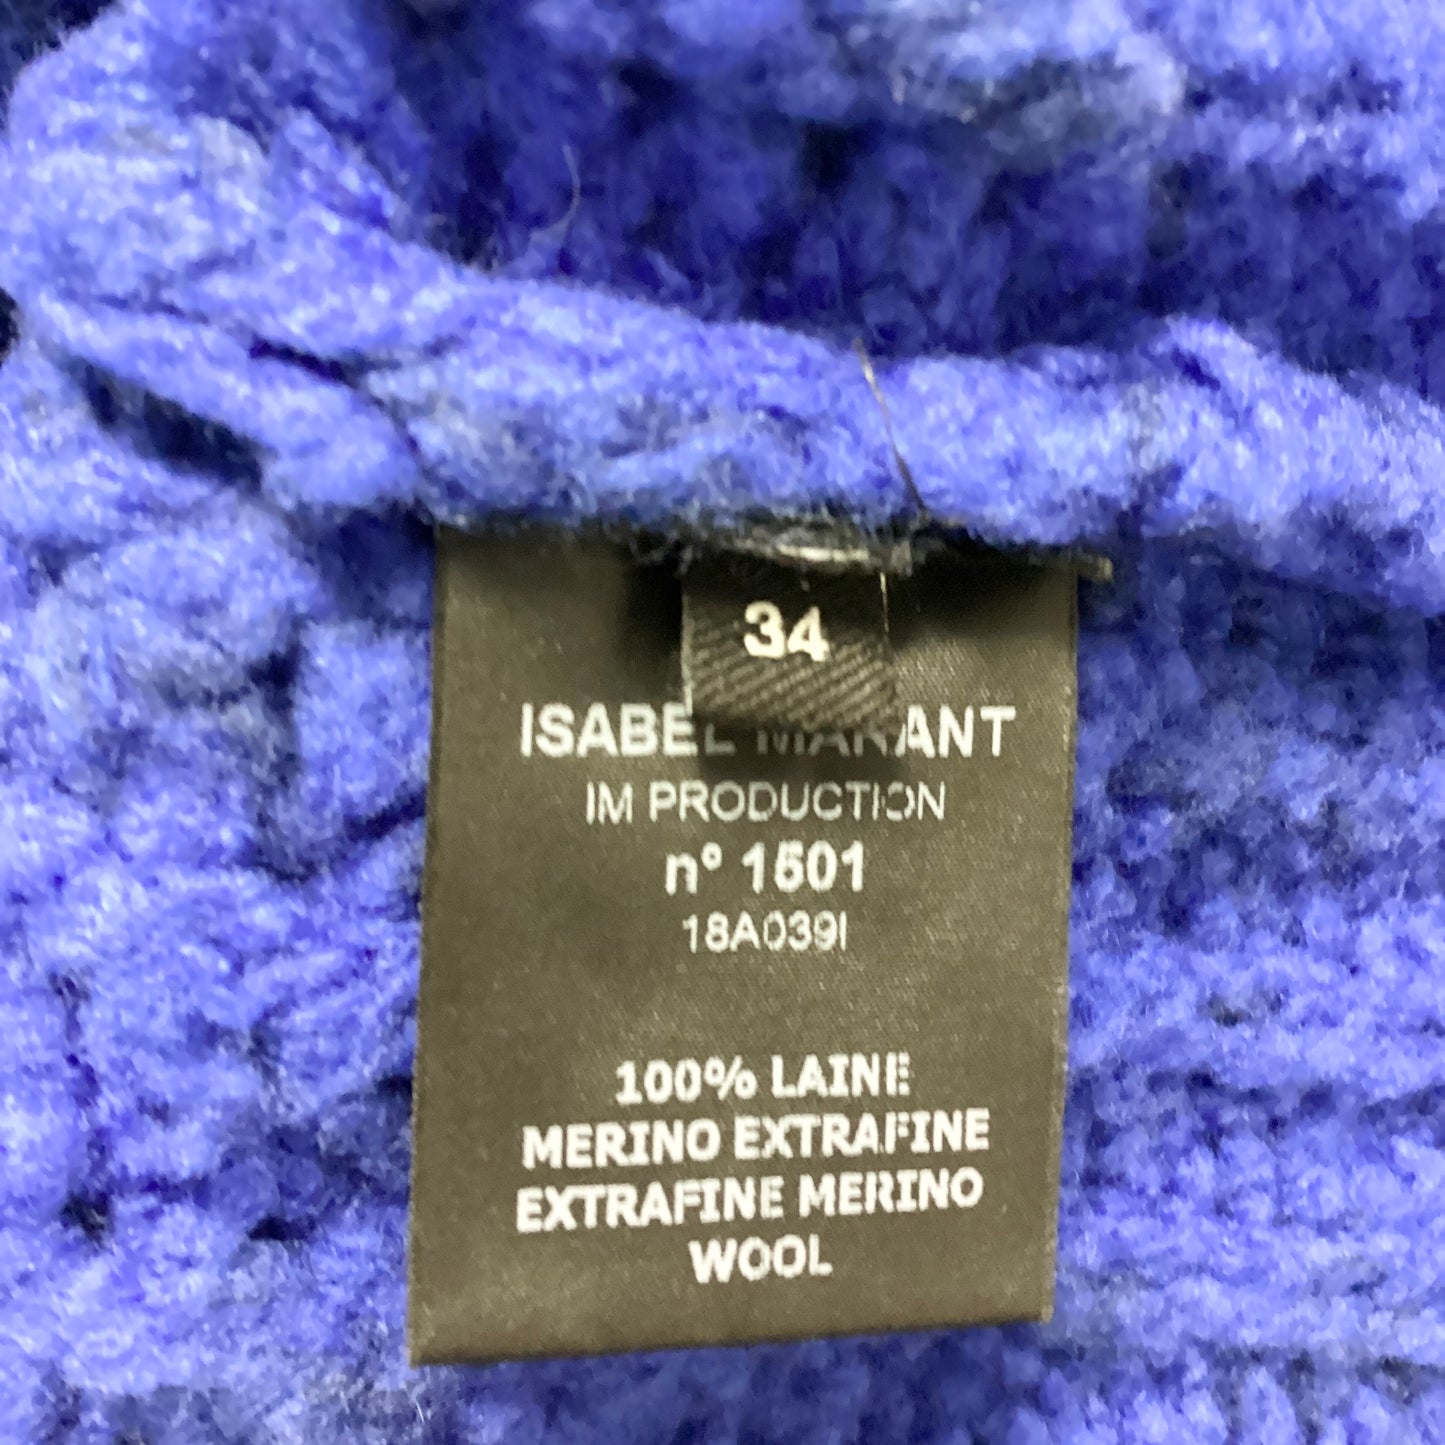 34
ISABEL MARANT
IM PRODUCTION
n° 1501
18A039I
100% LAINE
MERINO EXTRAFINE
EXTRAFINE MERINO
WOOL